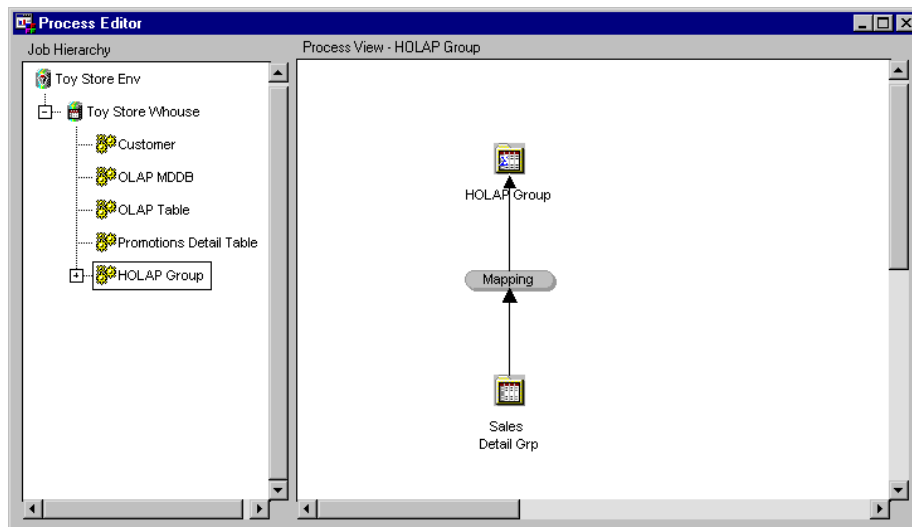 Process Editor
Job Hierarchy
Process View - HOLAP Group
Toy Store Env
Toy Store Whouse
Customer
OLAP MDDB
OLAP Table
Promotions Detail Table
HOLAP Group
HOLAP Group
Mapping
Sales
Detail Grp